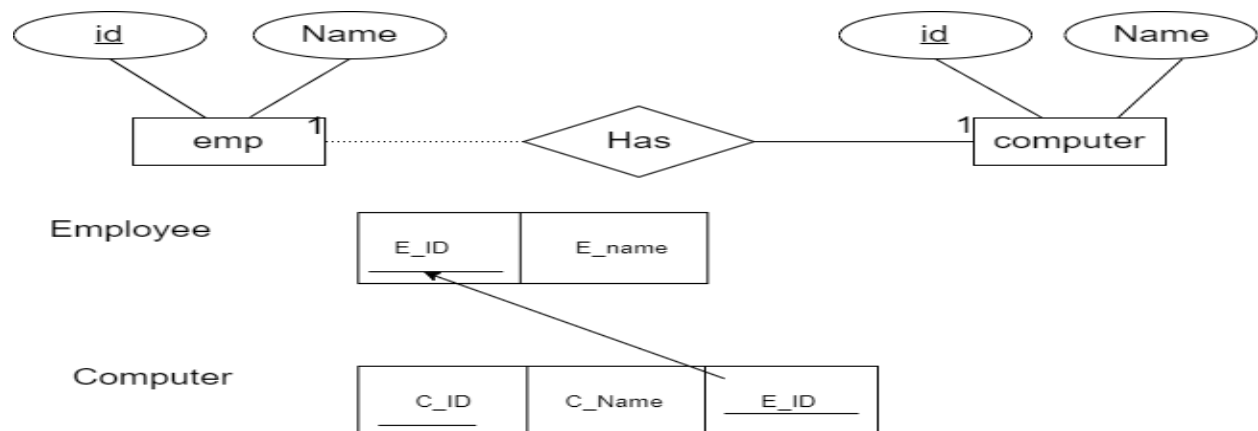 id Name id Name
emp 1 Has 1 computer
Employee E_ID E_name
Computer C_ID C_Name E_ID